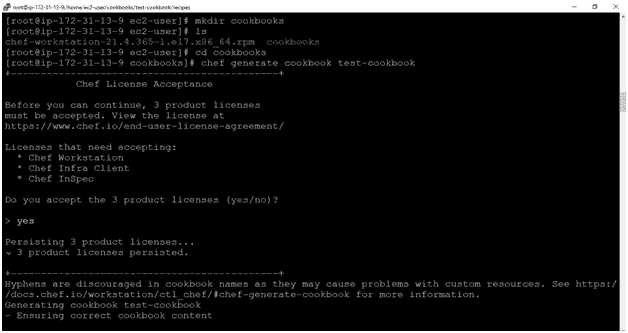 root@ip-172-31-13-9:/home/ec2-user/cookbooks/test-cookbook/recipes
[root@ip-172-31-13-9 ec2-user]# mkdir cookbooks
[root@ip-172-31-13-9 ec2-user]# ls
chef-workstation-21.4.365-1.el7.x86_64.rpm cookbooks
[root@ip-172-31-13-9 ec2-user]# cd cookbooks
[root@ip-172-31-13-9 cookbooks]# chef generate cookbook test-cookbook
+---------------------------------------------+
Chef License Acceptance
Before you can continue, 3 product licenses
must be accepted. View the license at
https://www.chef.io/end-user-license-agreement/
Licenses that need accepting:
* Chef Workstation
* Chef Infra Client
* Chef InSpec
Do you accept the 3 product licenses (yes/no)?
> yes
Persisting 3 product licenses...
✔ 3 product licenses persisted.
+---------------------------------------------+
Hyphens are discouraged in cookbook names as they may cause problems with custom resources. See https:/
/docs.chef.io/workstation/ctl_chef/#chef-generate-cookbook for more information.
Generating cookbook test-cookbook
- Ensuring correct cookbook content